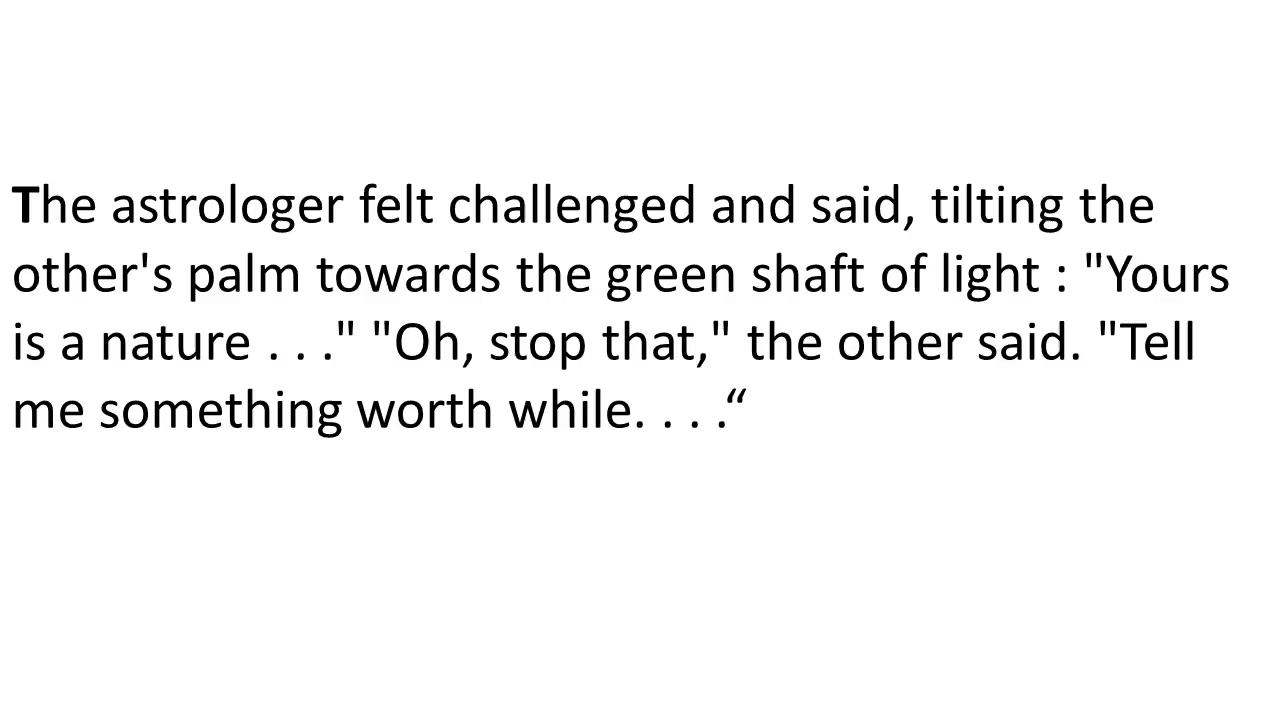 The astrologer felt challenged and said, tilting the
other's palm towards the green shaft of light : "Yours
is a nature . . ." "Oh, stop that," the other said. "Tell
me something worth while. . . .“